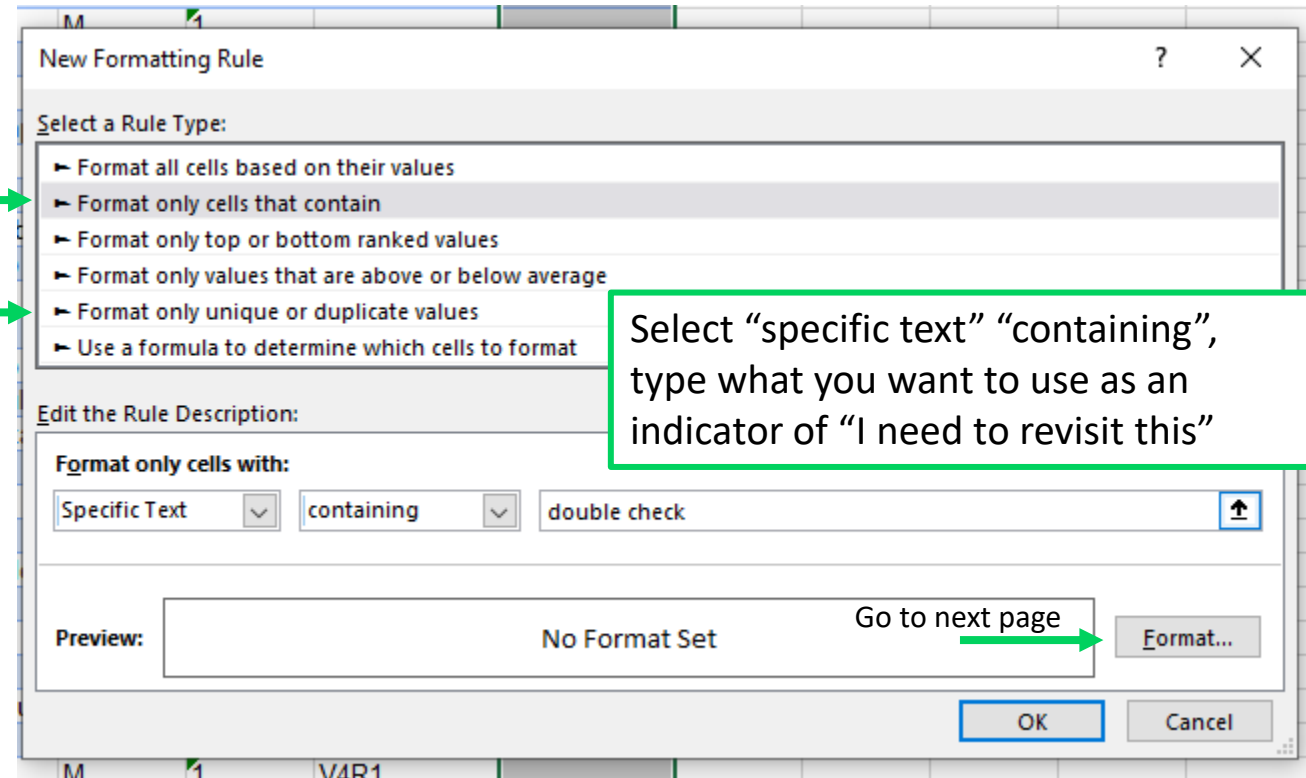 M 1
New Formatting Rule ? ×
Select a Rule Type:
► Format all cells based on their values
► Format only cells that contain
► Format only top or bottom ranked values
► Format only values that are above or below average
► Format only unique or duplicate values
► Use a formula to determine which cells to format
Select “specific text” “containing”,
type what you want to use as an
indicator of “I need to revisit this”
Edit the Rule Description:
Format only cells with:
Specific Text containing double check
Go to next page
Preview: No Format Set Format...
OK Cancel
M 1 V4R1